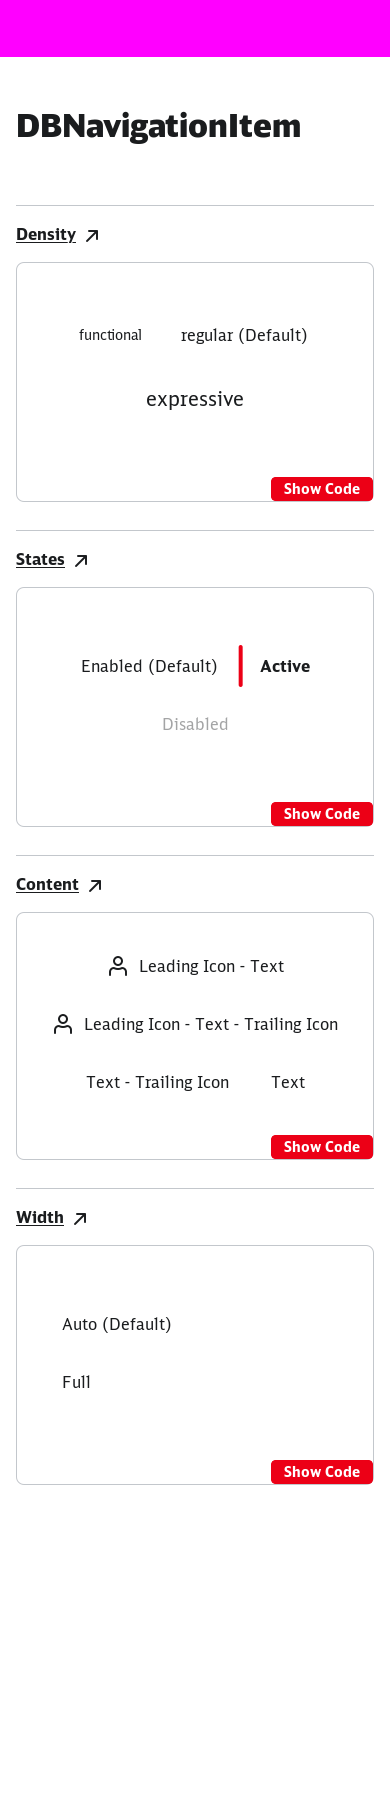 DBNavigationItem
Density
functional regular (Default)
expressive
Show Code
States
Enabled (Default) Active
Disabled
Show Code
Content
Leading Icon - Text
Leading Icon - Text - Trailing Icon
Text - Trailing Icon Text
Show Code
Width
Auto (Default)
Full
Show Code